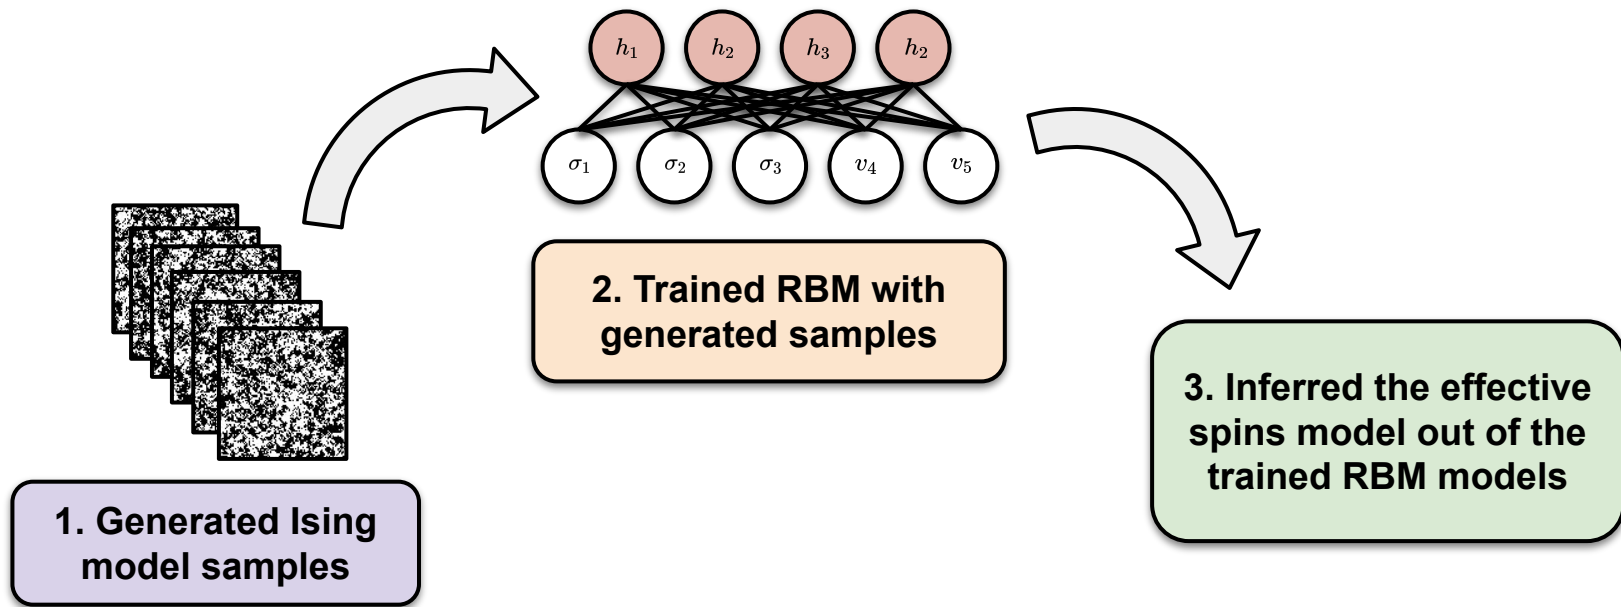 h₁ h₂ h₃ h₂
σ₁ σ₂ σ₃ v₄ v₅
2. Trained RBM with
generated samples
3. Inferred the effective
spins model out of the
trained RBM models
1. Generated Ising
model samples